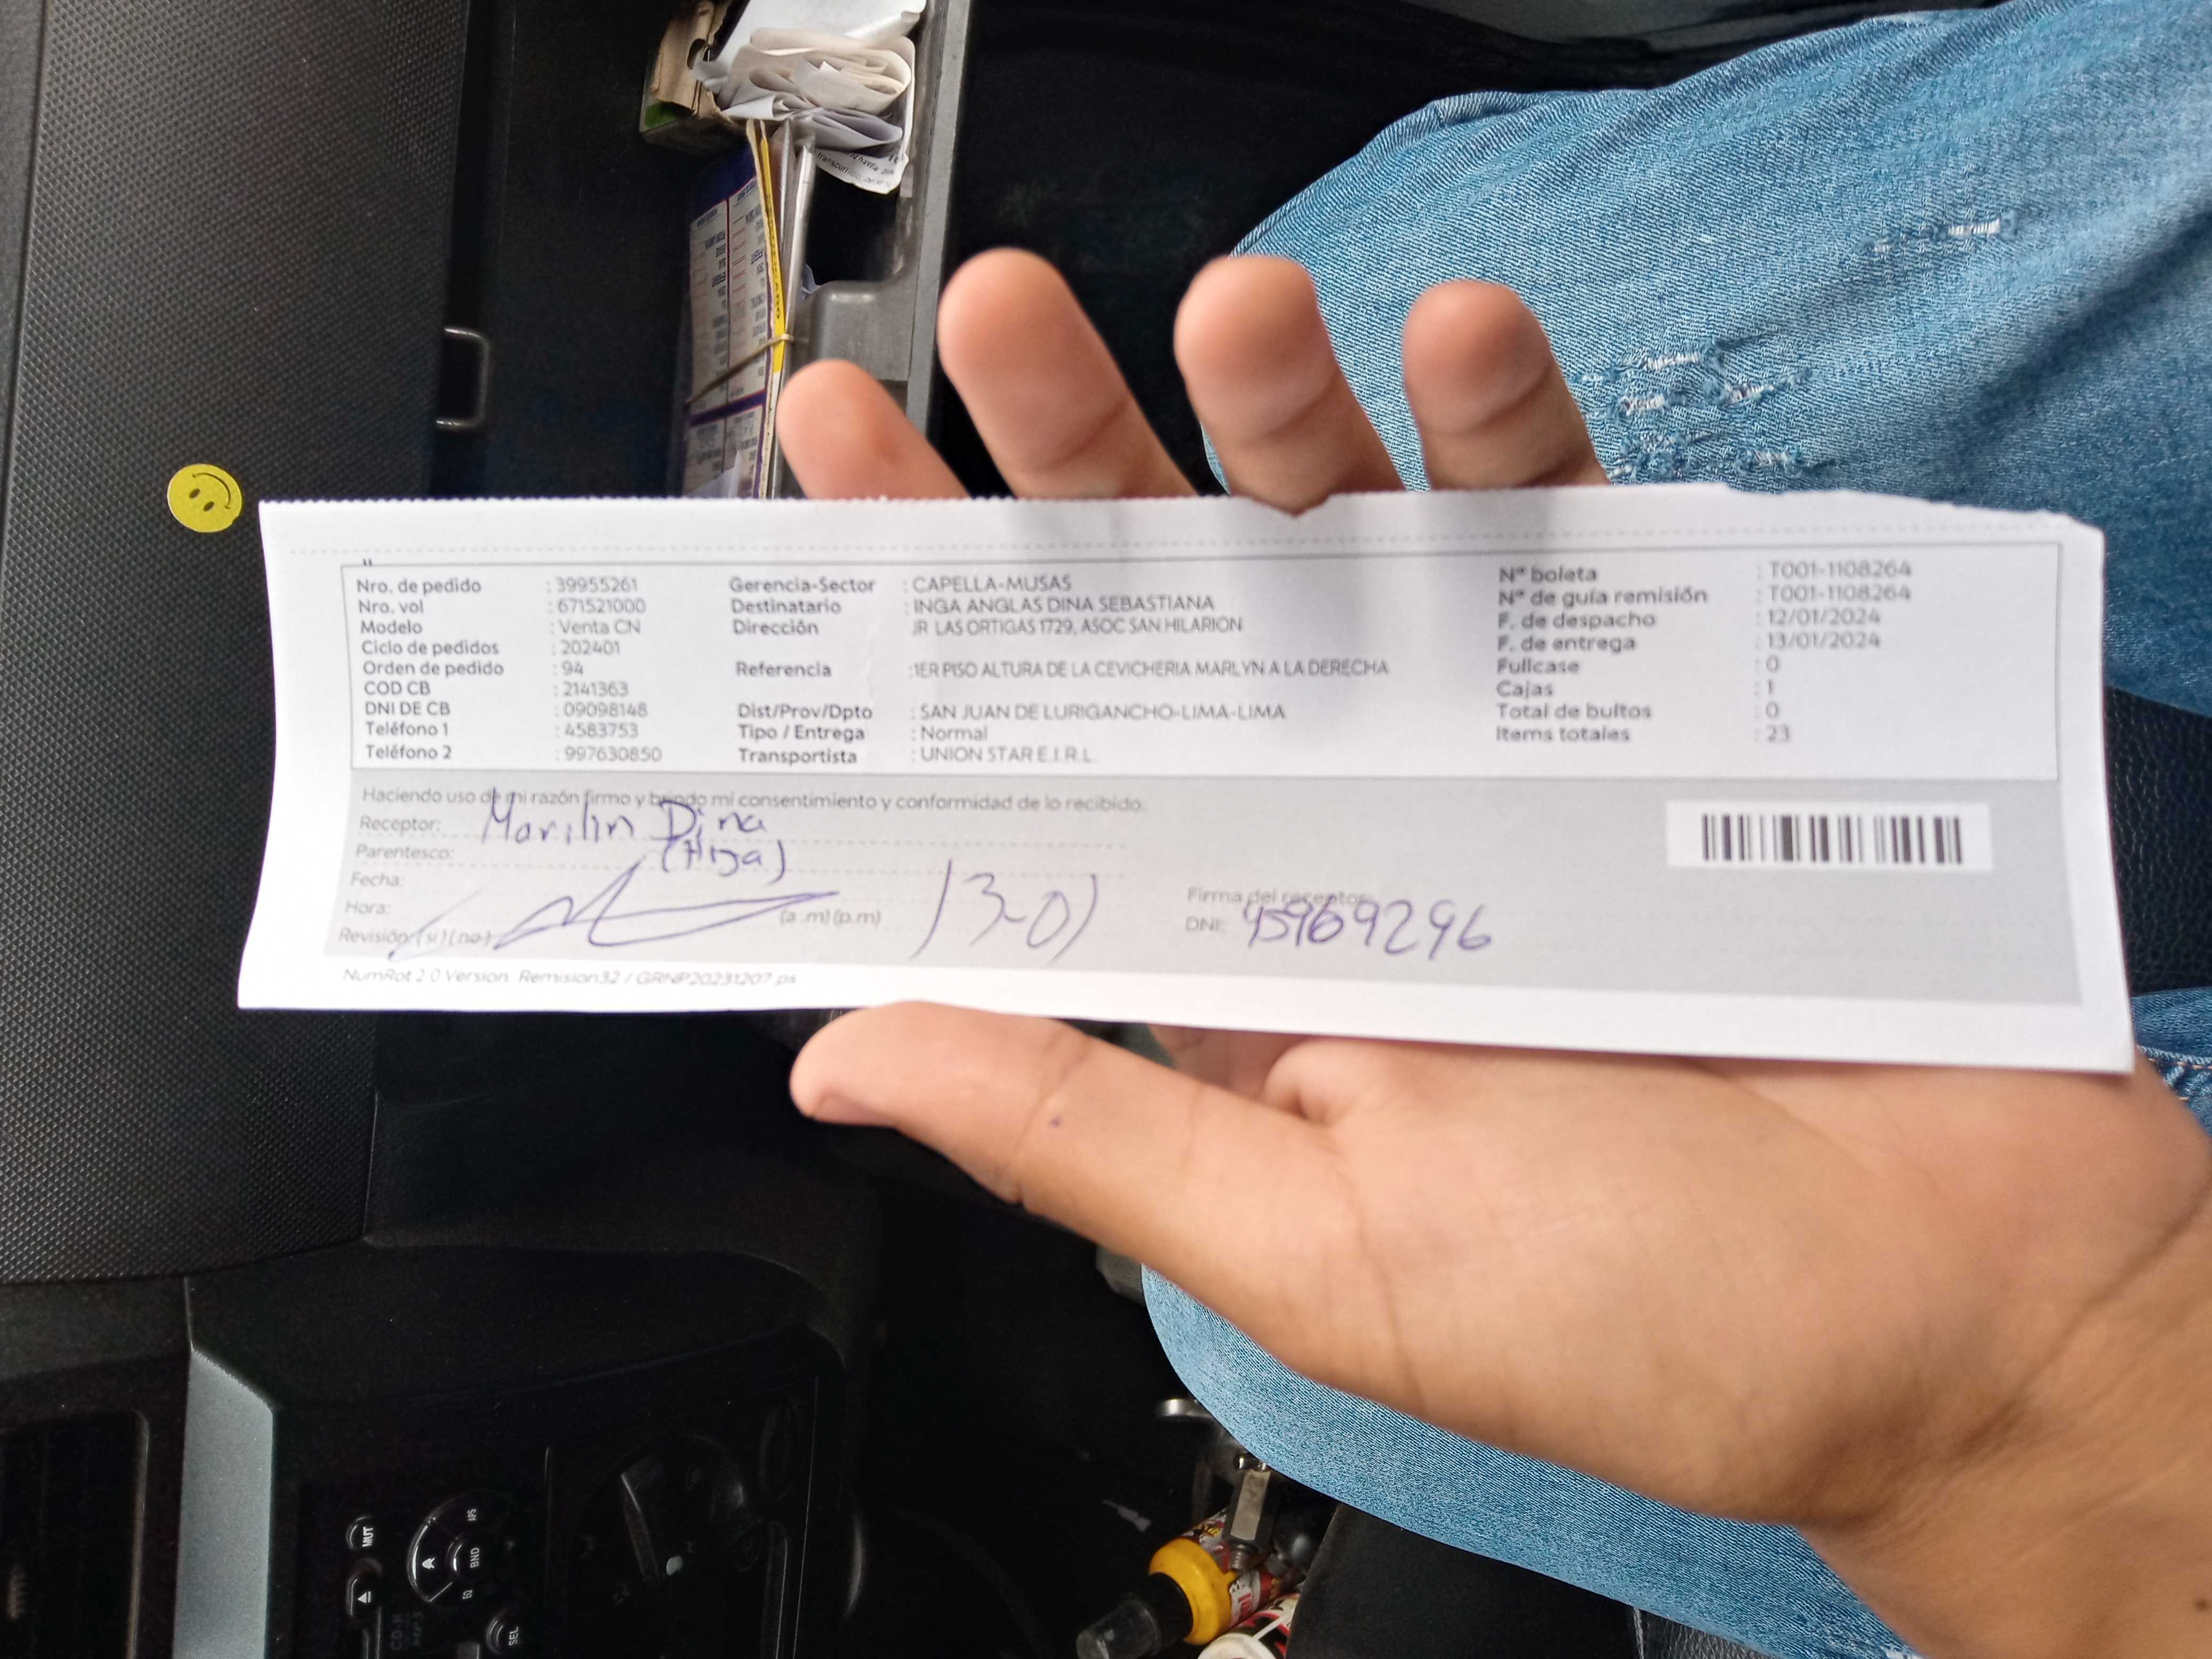 Nro. de pedido : 39955261
Nro. vol : 671521000
Modelo : Venta CN
Ciclo de pedidos : 202401
Orden de pedido : 94
COD CB : 2141363
DNI DE CB : 09098148
Teléfono 1 : 4583753
Teléfono 2 : 997630850
Gerencia-Sector : CAPELLA-MUSAS
Destinatario : INGA ANGLAS DINA SEBASTIANA
Dirección JR LAS ORTIGAS 1729, ASOC SAN HILARION
Referencia :1ER PISO ALTURA DE LA CEVICHERIA MARLYN A LA DERECHA
Dist/Prov/Dpto : SAN JUAN DE LURIGANCHO-LIMA-LIMA
Tipo / Entrega : Normal
Transportista : UNION STAR E.I.R.L.
Nª boleta : T001-1108264
Nª de guía remisión : T001-1108264
F. de despacho : 12/01/2024
F. de entrega : 13/01/2024
Fullcase : 0
Cajas : 1
Total de bultos : 0
Items totales : 23
Haciendo uso de mi razón firmo y brindo mi consentimiento y conformidad de lo recibido:
Receptor: Marilin Dina
Parentesco: (Hija)
Fecha:
Hora: (a .m) (p.m) 13-01
Revisión: (si) (no)
Firma del receptor
DNI: 45969296
NumRot 2.0 Version Remision32 / GRNP20231207.ps
MUT
BND
SEL